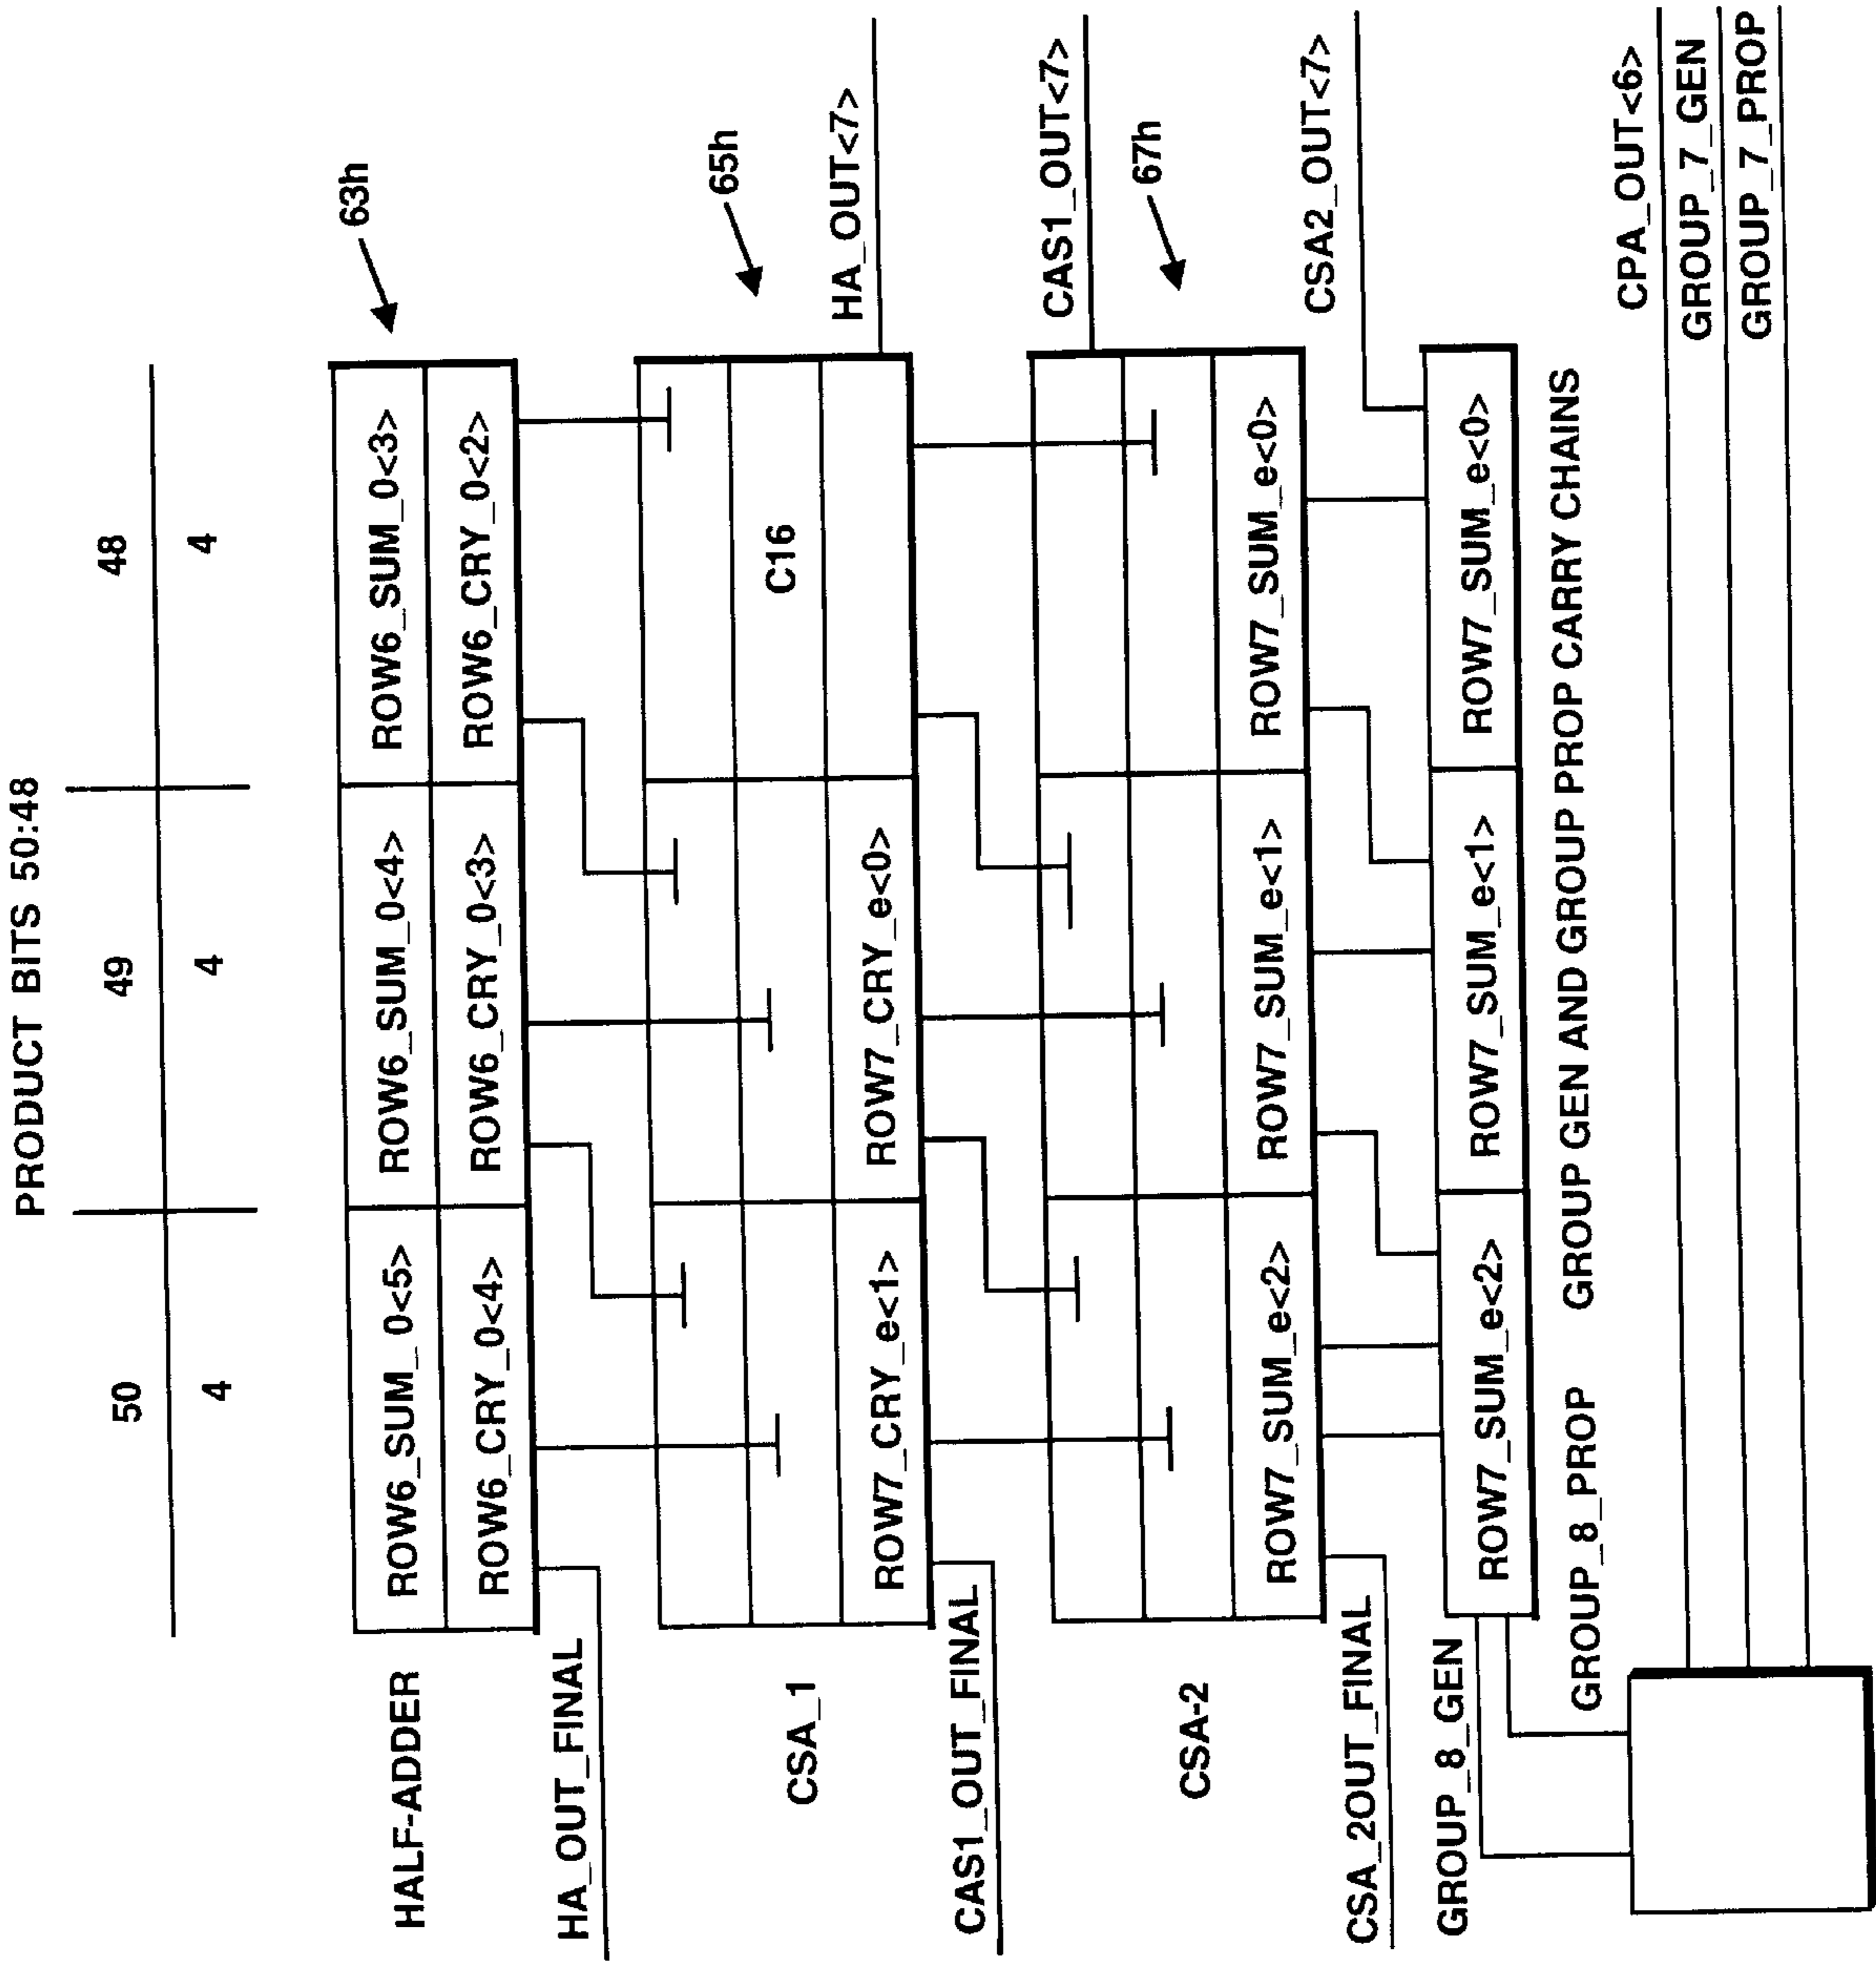 PRODUCT BITS 50:48
50 49 48
4 4 4
HALF-ADDER
ROW6_SUM_0<5> ROW6_SUM_0<4> ROW6_SUM_0<3>
63h
ROW6_CRY_0<4> ROW6_CRY_0<3> ROW6_CRY_0<2>
HA_OUT_FINAL
65h
CSA_1
C16
ROW7_CRY_e<1> ROW7_CRY_e<0>
HA_OUT<7>
CAS1_OUT_FINAL
CAS1_OUT<7>
CSA-2
67h
ROW7_SUM_e<2> ROW7_SUM_e<1> ROW7_SUM_e<0>
CSA2_OUT<7>
CSA_2OUT_FINAL
GROUP_8_GEN
ROW7_SUM_e<2> ROW7_SUM_e<1> ROW7_SUM_e<0>
GROUP_8_PROP
GROUP GEN AND GROUP PROP CARRY CHAINS
CPA_OUT<6>
GROUP_7_GEN
GROUP_7_PROP